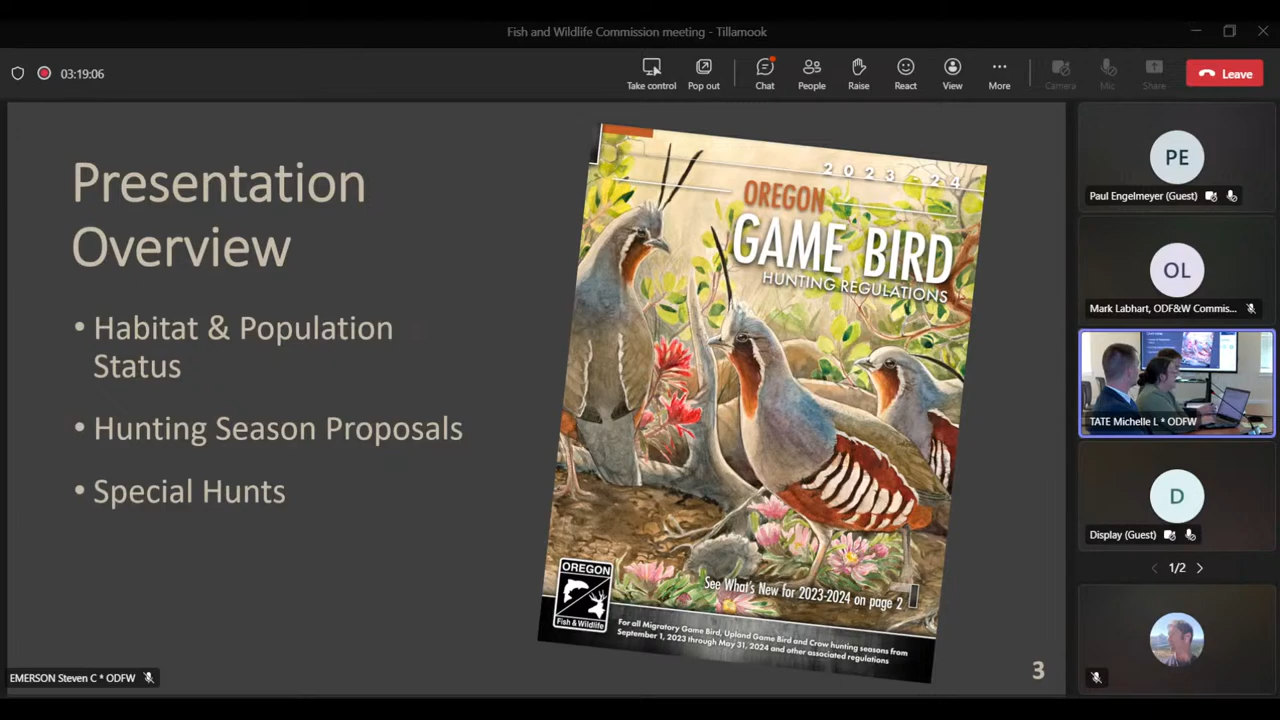 Fish and Wildlife Commission meeting - Tillamook
03:19:06
Take control
Pop out
Chat
People
Raise
React
View
More
Camera
Mic
Share
Leave
Presentation
Overview
• Habitat & Population
Status
• Hunting Season Proposals
• Special Hunts
2023-24
OREGON
GAME BIRD
HUNTING REGULATIONS
See What's New for 2023-2024 on page 2
OREGON
Fish & Wildlife
For all Migratory Game Bird, Upland Game Bird and Crow hunting seasons from
September 1, 2023 through May 31, 2024 and other associated regulations
3
EMERSON Steven C * ODFW
PE
Paul Engelmeyer (Guest)
OL
Mark Labhart, ODF&W Commis...
TATE Michelle L * ODFW
D
Display (Guest)
1/2